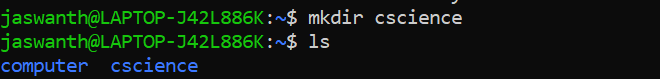 jaswanth@LAPTOP-J42L886K:~$ mkdir cscience
jaswanth@LAPTOP-J42L886K:~$ ls
computer  cscience